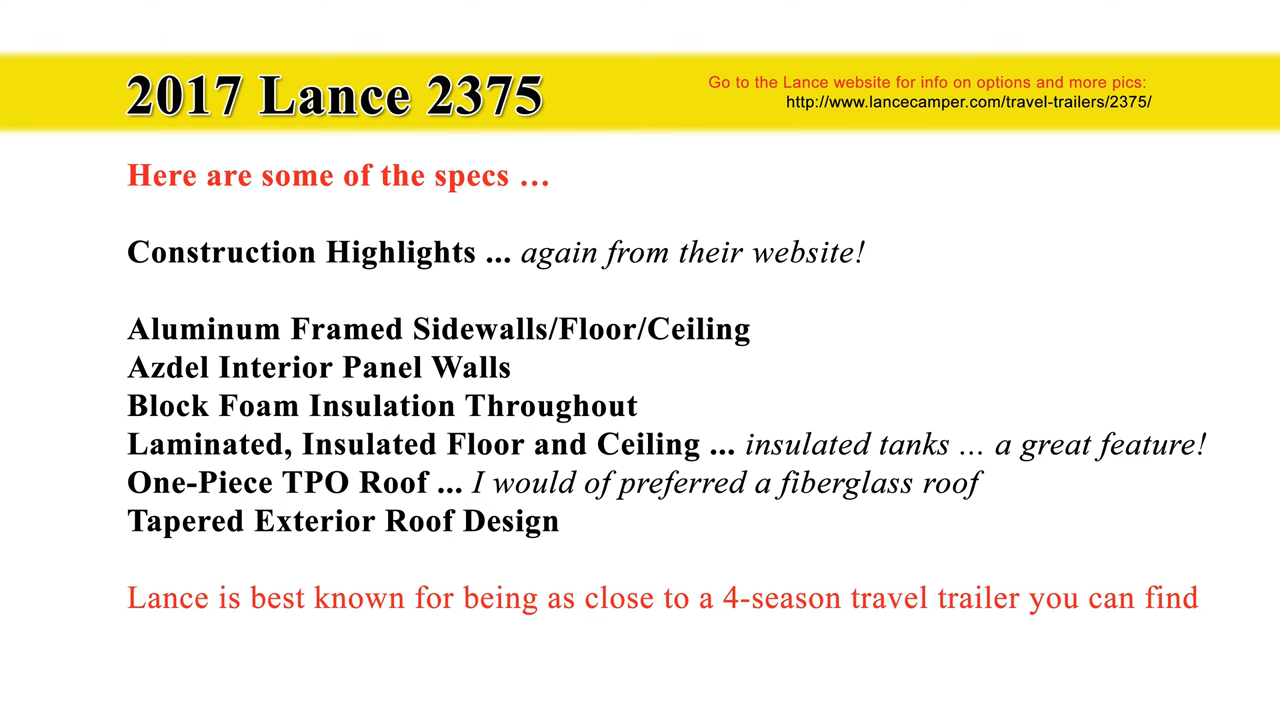 2017 Lance 2375
Go to the Lance website for info on options and more pics:
http://www.lancecamper.com/travel-trailers/2375/
Here are some of the specs …
Construction Highlights ... again from their website!
Aluminum Framed Sidewalls/Floor/Ceiling
Azdel Interior Panel Walls
Block Foam Insulation Throughout
Laminated, Insulated Floor and Ceiling ... insulated tanks ... a great feature!
One-Piece TPO Roof ... I would of preferred a fiberglass roof
Tapered Exterior Roof Design
Lance is best known for being as close to a 4-season travel trailer you can find